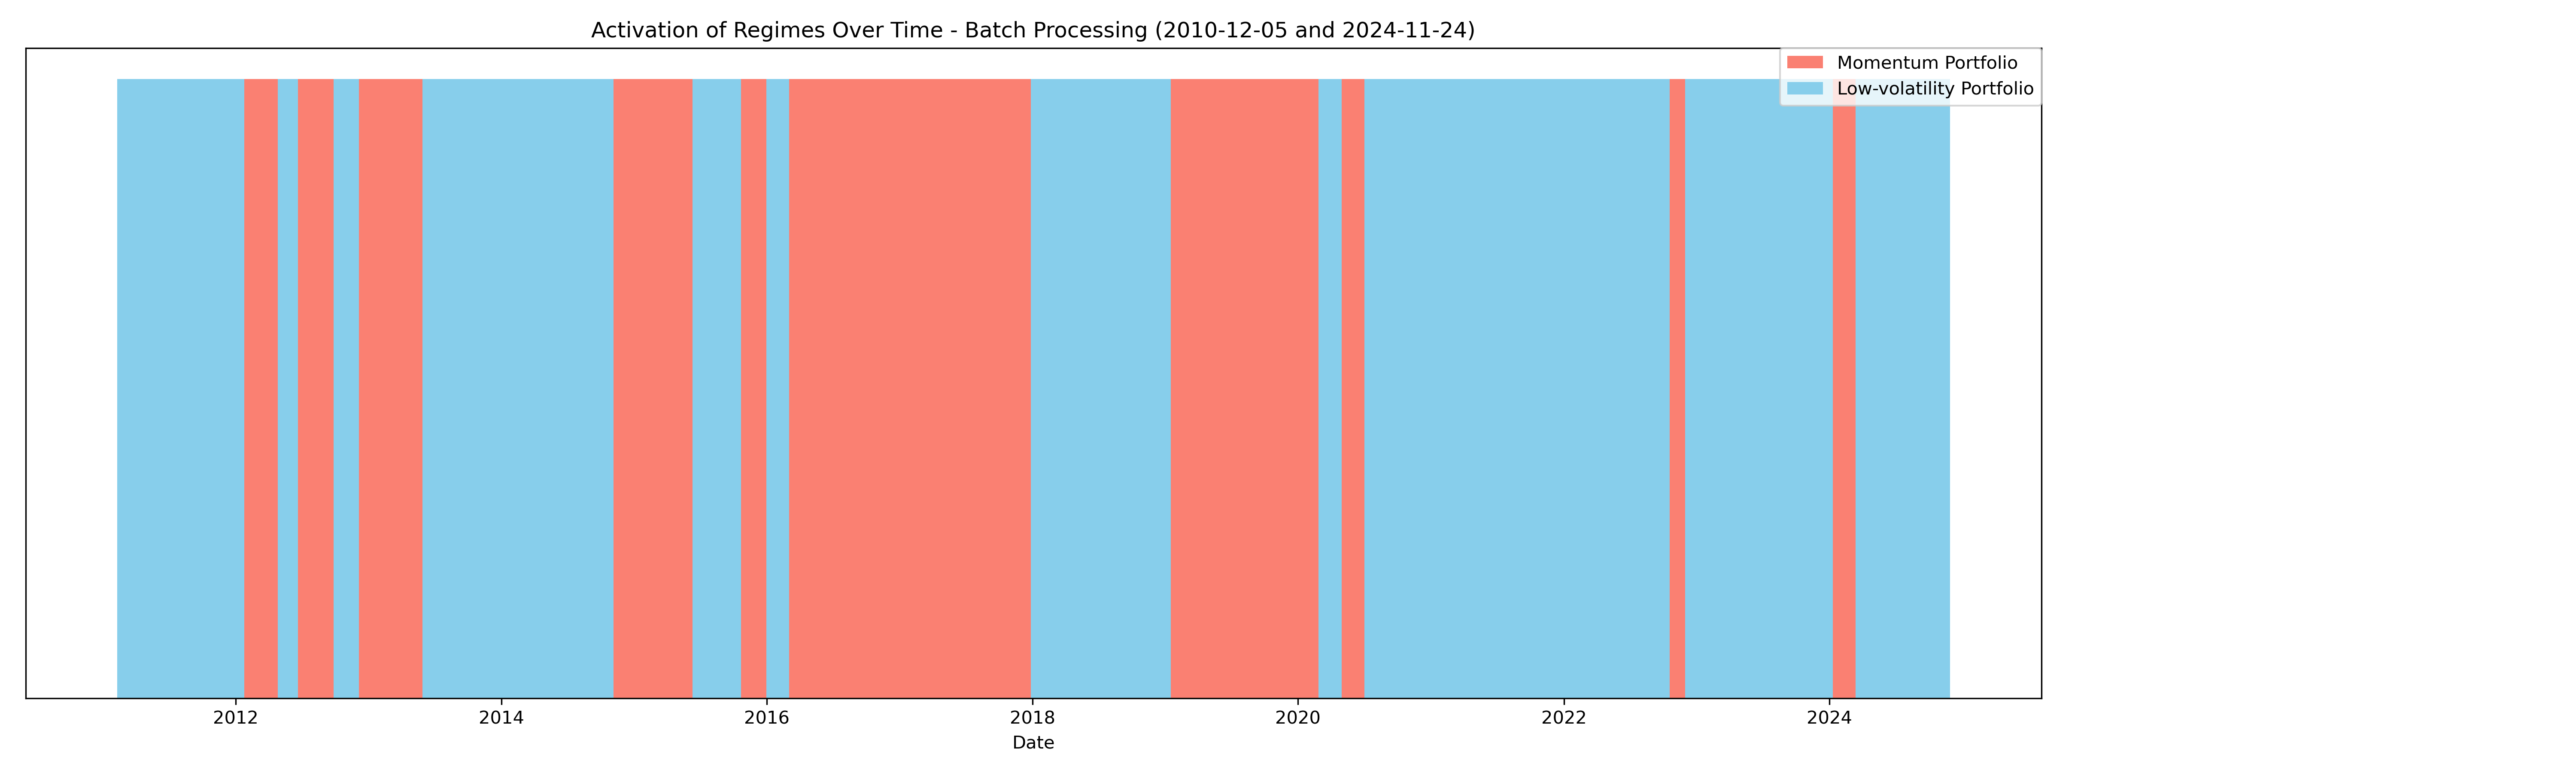 Activation of Regimes Over Time - Batch Processing (2010-12-05 and 2024-11-24)
Momentum Portfolio
Low-volatility Portfolio
2012 2014 2016 2018 2020 2022 2024
Date